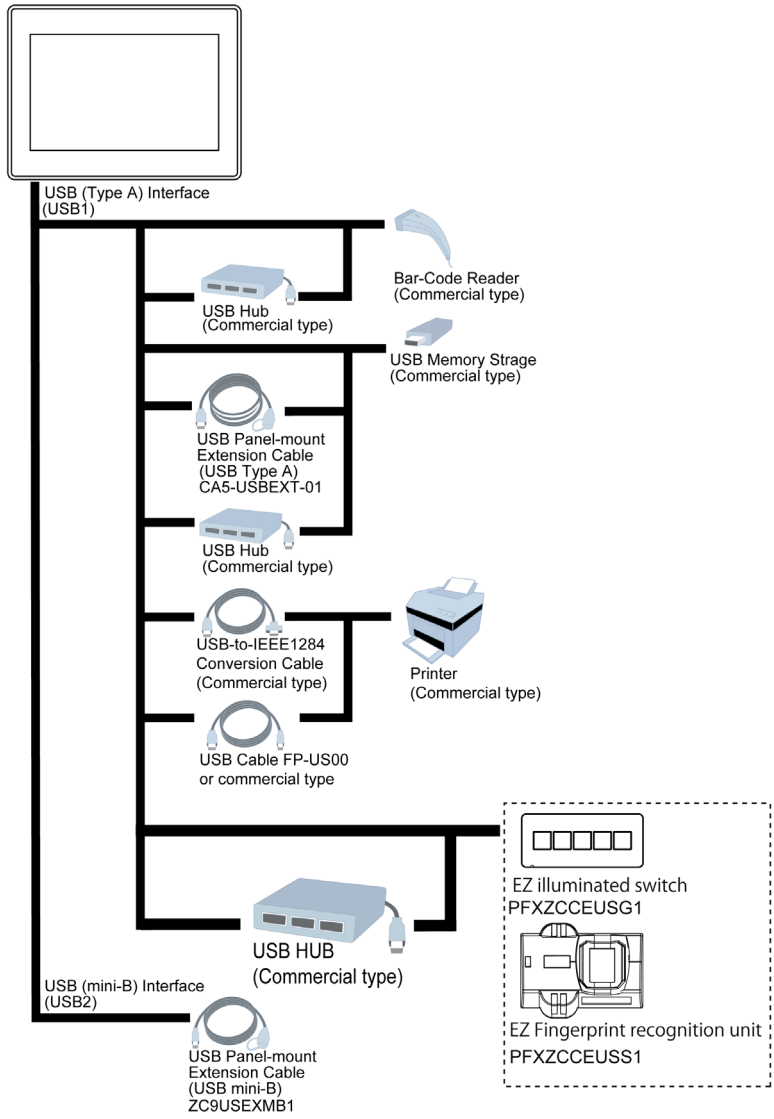 USB (Type A) Interface
(USB1)
Bar-Code Reader
(Commercial type)
USB Hub
(Commercial type)
USB Memory Strage
(Commercial type)
USB Panel-mount
Extension Cable
(USB Type A)
CA5-USBEXT-01
USB Hub
(Commercial type)
USB-to-IEEE1284
Conversion Cable
(Commercial type)
Printer
(Commercial type)
USB Cable FP-US00
or commercial type
EZ illuminated switch
PFXZCCEUSG1
USB HUB
(Commercial type)
EZ Fingerprint recognition unit
PFXZCCEUSS1
USB (mini-B) Interface
(USB2)
USB Panel-mount
Extension Cable
(USB mini-B)
ZC9USEXMB1